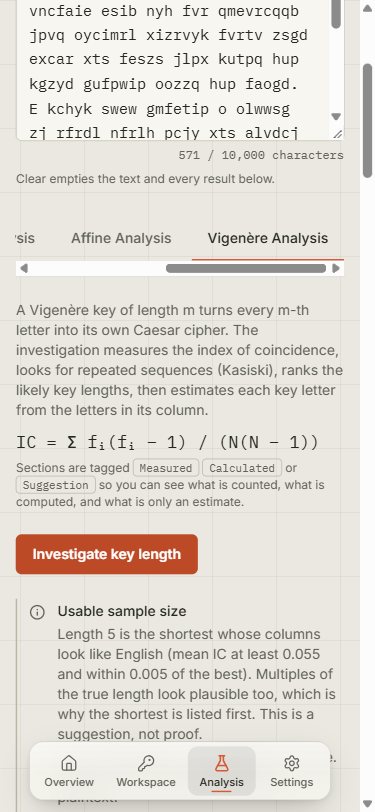 vncfaie esib nyh fvr qmevrcqqb
jpvq oycimrl xizrvyk fvrtv zsgd
excar xts feszs jlpx kutpq hup
kgzyd gufpwip oozzq hup faogd.
E kchyk swew gmfetip o olwwsg
zj rfrdl nfrlh pcjy xts alvdcj
571 / 10,000 characters
Clear empties the text and every result below.
sis Affine Analysis Vigenère Analysis
A Vigenère key of length m turns every m-th
letter into its own Caesar cipher. The
investigation measures the index of coincidence,
looks for repeated sequences (Kasiski), ranks the
likely key lengths, then estimates each key letter
from the letters in its column.
IC = Σ fᵢ(fᵢ − 1) / (N(N − 1))
Sections are tagged Measured Calculated or
Suggestion so you can see what is counted, what is
computed, and what is only an estimate.
Investigate key length
Usable sample size
Length 5 is the shortest whose columns
look like English (mean IC at least 0.055
and within 0.005 of the best). Multiples of
the true length look plausible too, which is
why the shortest is listed first. This is a
suggestion, not proof.
Overview Workspace Analysis Settings